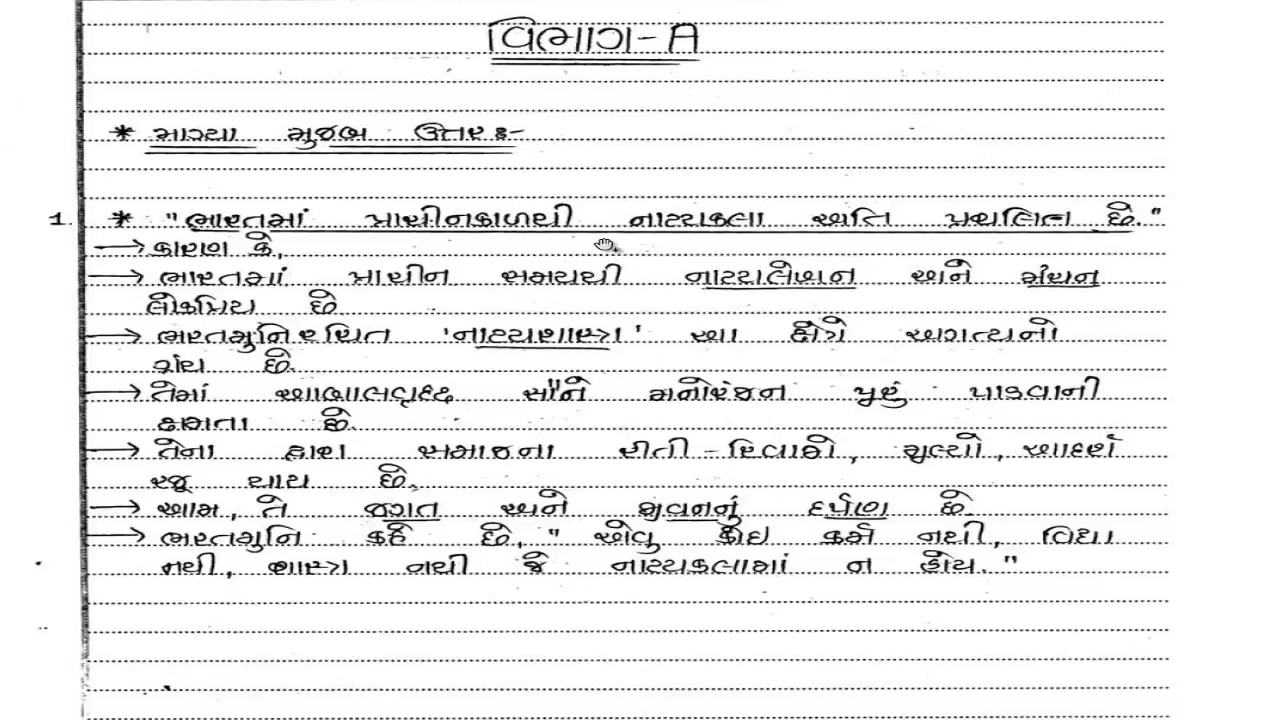 વિભાગ-A
* માગ્યા મુજબ ઉત્તર :-
1. * "ભારતમાં પ્રાચીનકાળથી નાટ્યકલા અતિ પ્રચલિત છે."
→ કારણ કે,
→ ભારતમાં પ્રાચીન સમયથી નાટ્યલેખન અને મંચન
લોકપ્રિય છે
→ ભરતમુનિ રચિત 'નાટ્યશાસ્ત્ર' આ ક્ષેત્રે અગત્યનો
ગ્રંથ છે.
→ તેમાં આબાલવૃદ્ધ સૌને મનોરંજન પુરું પાડવાની
ક્ષમતા છે.
→ તેના દ્વારા સમાજના રીતી-રિવાજો, મુલ્યો, આદર્શો
રજૂ થાય છે.
→ આમ, તે જગત અને જીવનનું દર્પણ છે.
→ ભરતમુનિ કહે છે, " એવુ કોઇ કર્મ નથી, વિદ્યા
નથી, શાસ્ત્ર નથી જે નાટ્યકલામાં ન હોય."